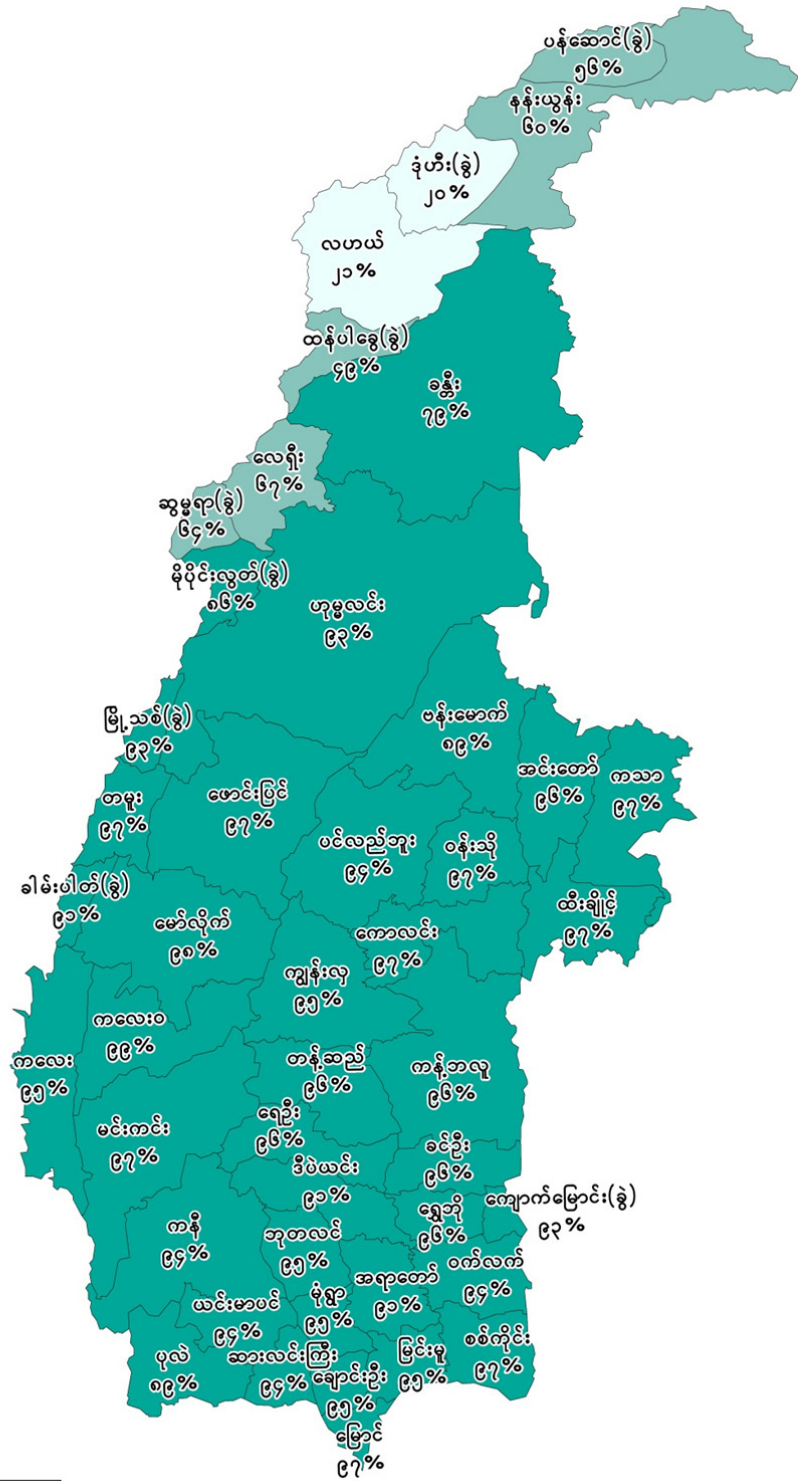 ပန်ဆောင်(ခွဲ)
၅၆%
နန်းယွန်း
၆၀%
ဒုံဟီး(ခွဲ)
၂၀%
လဟယ်
၂၁%
ထန်ပါခွေ(ခွဲ)
၄၉%
ခန္တီး
၇၉%
လေရှီး
၆၇%
ဆွမ္မရာ(ခွဲ)
၆၄%
မိုပိုင်းလွတ်(ခွဲ)
၈၆%
ဟုမ္မလင်း
၉၃%
မြို့သစ်(ခွဲ)
၉၃%
ဗန်းမောက်
၈၉%
အင်းတော်
၉၆%
ကသာ
၉၇%
တမူး
၉၇%
ဖောင်းပြင်
၉၇%
ပင်လည်ဘူး
၉၄%
ဝန်းသို
၉၇%
ခါမ်းပါတ်(ခွဲ)
၉၁%
မော်လိုက်
၉၈%
ကောလင်း
၉၇%
ထီးချိုင့်
၉၇%
ကျွန်းလှ
၉၅%
ကလေးဝ
၉၉%
ကလေး
၉၅%
တန့်ဆည်
၉၆%
ကန့်ဘလူ
၉၆%
မင်းကင်း
၉၇%
ရေဦး
၉၆%
ခင်ဦး
၉၆%
ဒီပဲယင်း
၉၁%
ရွှေဘို
၉၆%
ကျောက်မြောင်း(ခွဲ)
၉၃%
ကနီ
၉၄%
ဘုတလင်
၉၅%
အရာတော်
၉၁%
ဝက်လက်
၉၄%
ယင်းမာပင်
၉၄%
မုံရွာ
၉၅%
ပုလဲ
၈၉%
ဆားလင်းကြီး
၉၄%
ချောင်းဦး
၉၅%
မြင်းမူ
၉၅%
စစ်ကိုင်း
၉၇%
မြောင်
၉၇%